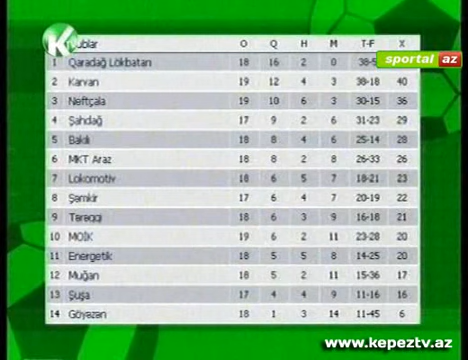 K
Klublar O Q H M T-F X
1 Qaradağ Lökbatan 18 16 2 0 38-5
sportal az
2 Karvan 19 12 4 3 38-18 40
3 Neftçala 19 10 6 3 30-15 36
4 Şahdağ 17 9 2 6 31-23 29
5 Bakılı 18 8 4 6 25-14 28
6 MKT Araz 18 8 2 8 26-33 26
7 Lokomotiv 18 6 5 7 18-21 23
8 Şəmkir 17 6 4 7 20-19 22
9 Tərəqqi 18 6 3 9 16-18 21
10 MOİK 19 6 2 11 23-28 20
11 Energetik 18 5 5 8 14-25 20
12 Muğan 18 5 2 11 15-36 17
13 Şuşa 17 4 4 9 11-16 16
14 Göyəzən 18 1 3 14 11-45 6
www.kepeztv.az